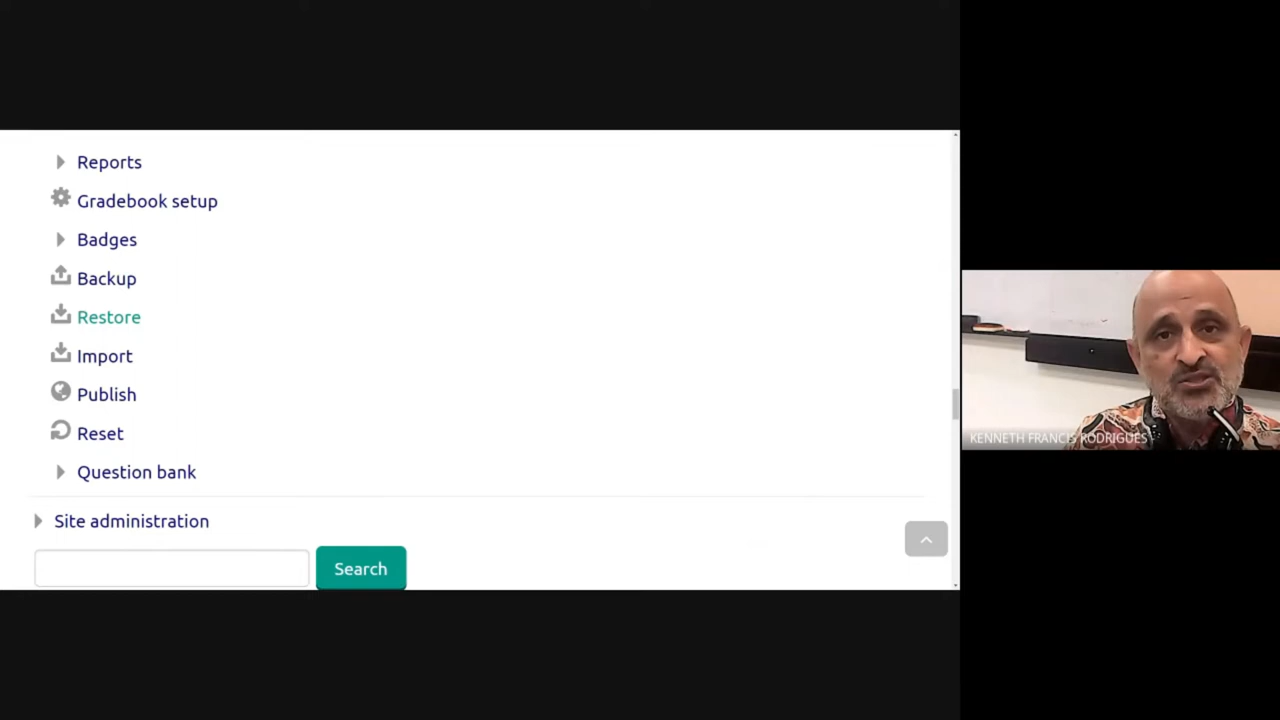 Reports
Gradebook setup
Badges
Backup
Restore
Import
Publish
Reset
Question bank
Site administration
Search
KENNETH FRANCIS RODRIGUES